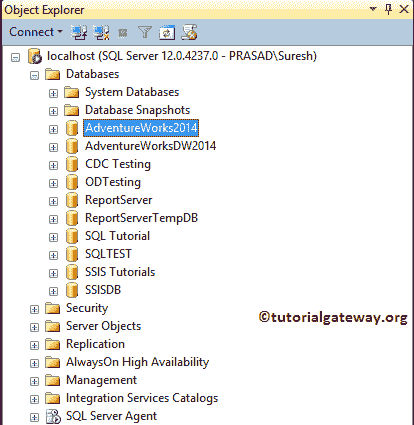 Object Explorer
Connect
localhost (SQL Server 12.0.4237.0 - PRASAD\Suresh)
Databases
System Databases
Database Snapshots
AdventureWorks2014
AdventureWorksDW2014
CDC Testing
ODTesting
ReportServer
ReportServerTempDB
SQL Tutorial
SQLTEST
SSIS Tutorials
SSISDB
Security
Server Objects
Replication
AlwaysOn High Availability
Management
Integration Services Catalogs
SQL Server Agent
©tutorialgateway.org